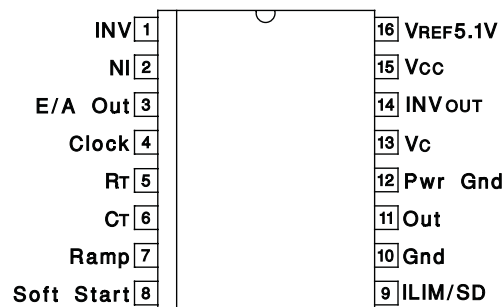 INV 1 16 VREF5.1V
NI 2 15 VCC
E/A Out 3 14 INVOUT
Clock 4 13 VC
RT 5 12 Pwr Gnd
CT 6 11 Out
Ramp 7 10 Gnd
Soft Start 8 9 ILIM/SD